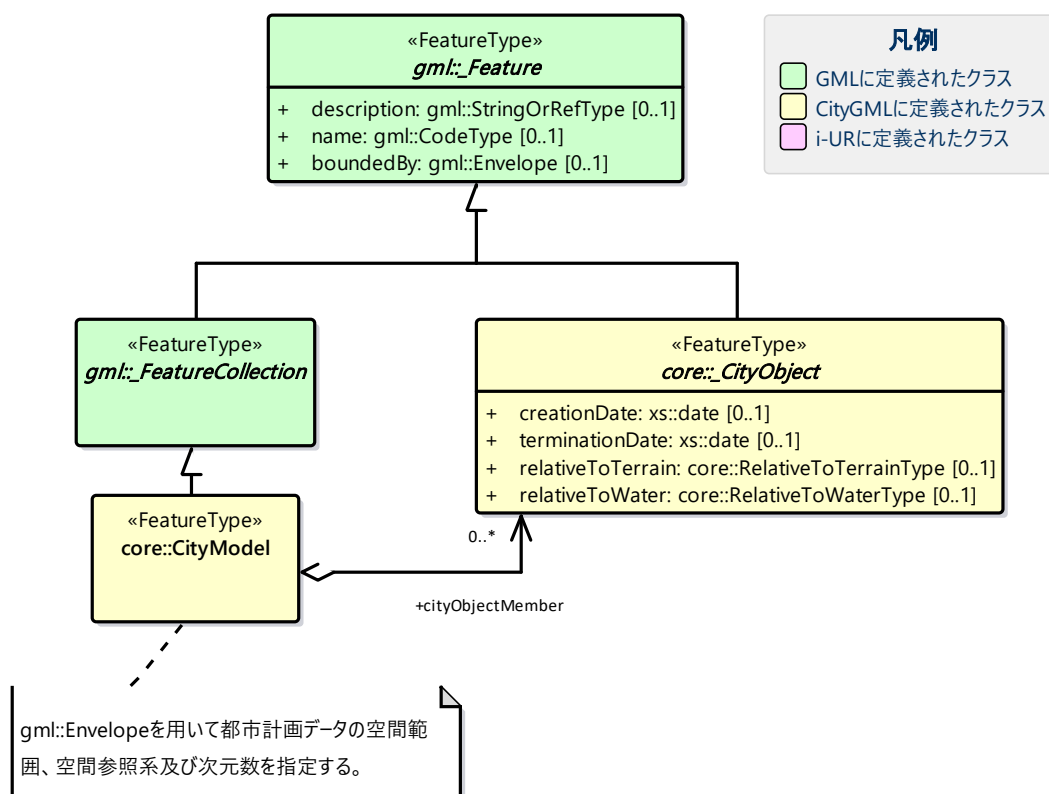 «FeatureType»
gml::_Feature
+ description: gml::StringOrRefType [0..1]
+ name: gml::CodeType [0..1]
+ boundedBy: gml::Envelope [0..1]
凡例
GMLに定義されたクラス
CityGMLに定義されたクラス
i-URに定義されたクラス
«FeatureType»
gml::_FeatureCollection
«FeatureType»
core::_CityObject
+ creationDate: xs::date [0..1]
+ terminationDate: xs::date [0..1]
+ relativeToTerrain: core::RelativeToTerrainType [0..1]
+ relativeToWater: core::RelativeToWaterType [0..1]
«FeatureType»
core::CityModel
0..*
+cityObjectMember
gml::Envelopeを用いて都市計画データの空間範
囲、空間参照系及び次元数を指定する。